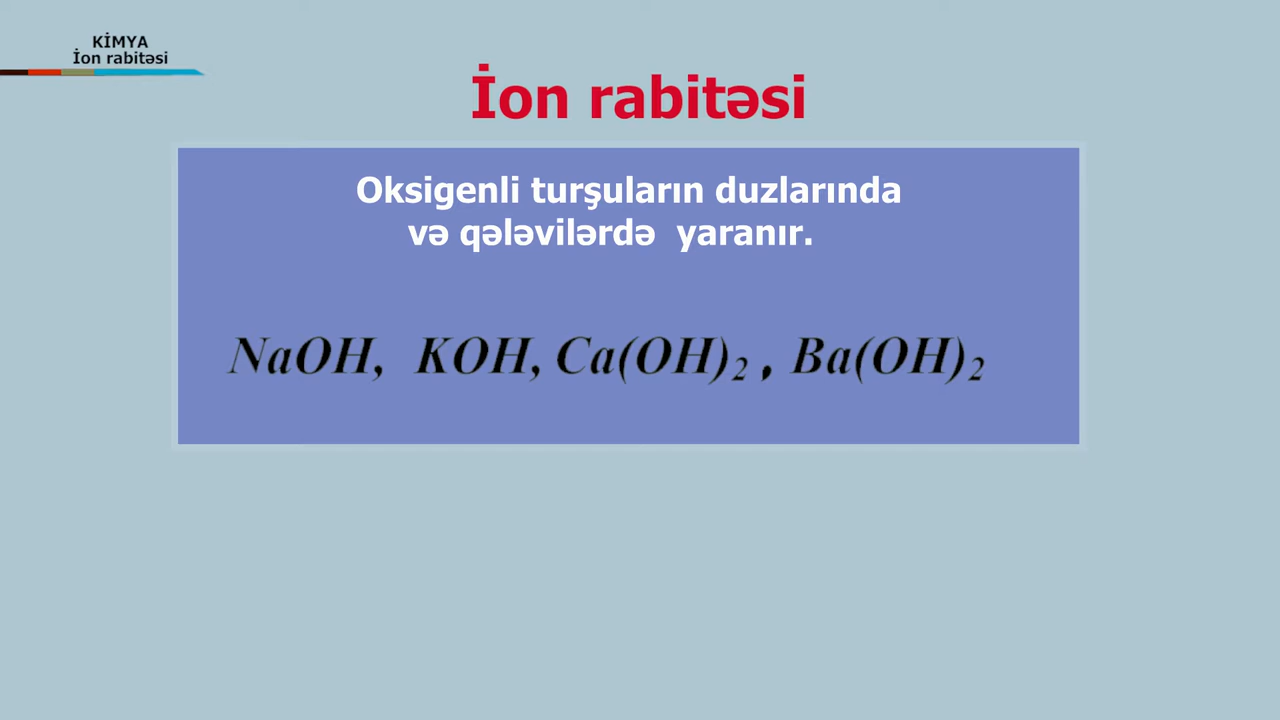 KİMYA
İon rabitəsi
İon rabitəsi
Oksigenli turşuların duzlarında
və qələvilərdə yaranır.
NaOH, KOH, Ca(OH)₂ , Ba(OH)₂